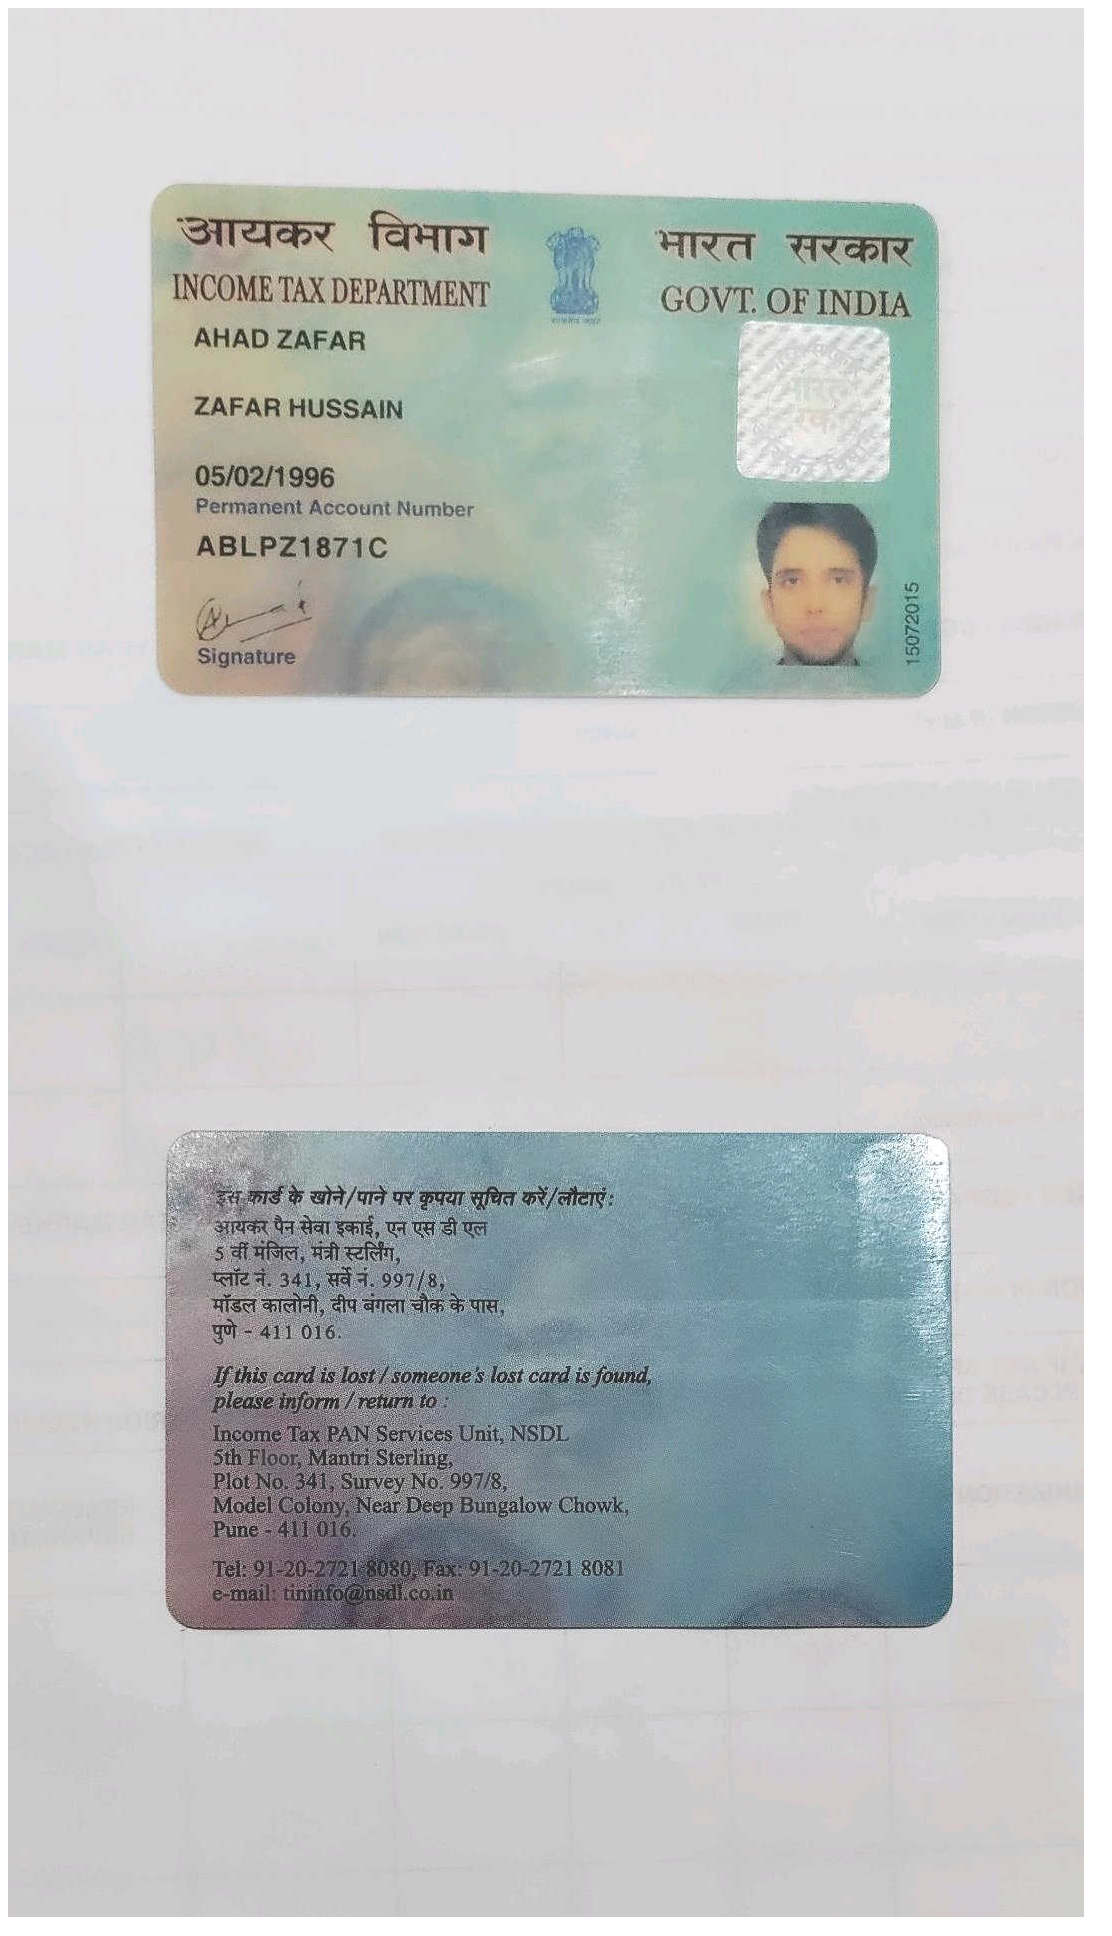 आयकर विभाग
INCOME TAX DEPARTMENT
भारत सरकार
GOVT. OF INDIA
AHAD ZAFAR
ZAFAR HUSSAIN
05/02/1996
Permanent Account Number
ABLPZ1871C
Signature
15072015
इस कार्ड के खोने/पाने पर कृपया सूचित करें/लौटाएं:
आयकर पैन सेवा इकाई, एन एस डी एल
5 वीं मंजिल, मंत्री स्टर्लिंग,
प्लॉट नं. 341, सर्वे नं. 997/8,
मॉडल कालोनी, दीप बंगला चौक के पास,
पुणे - 411 016.
If this card is lost / someone's lost card is found,
please inform / return to :
Income Tax PAN Services Unit, NSDL
5th Floor, Mantri Sterling,
Plot No. 341, Survey No. 997/8,
Model Colony, Near Deep Bungalow Chowk,
Pune - 411 016.
Tel: 91-20-2721 8080, Fax: 91-20-2721 8081
e-mail: tininfo@nsdl.co.in